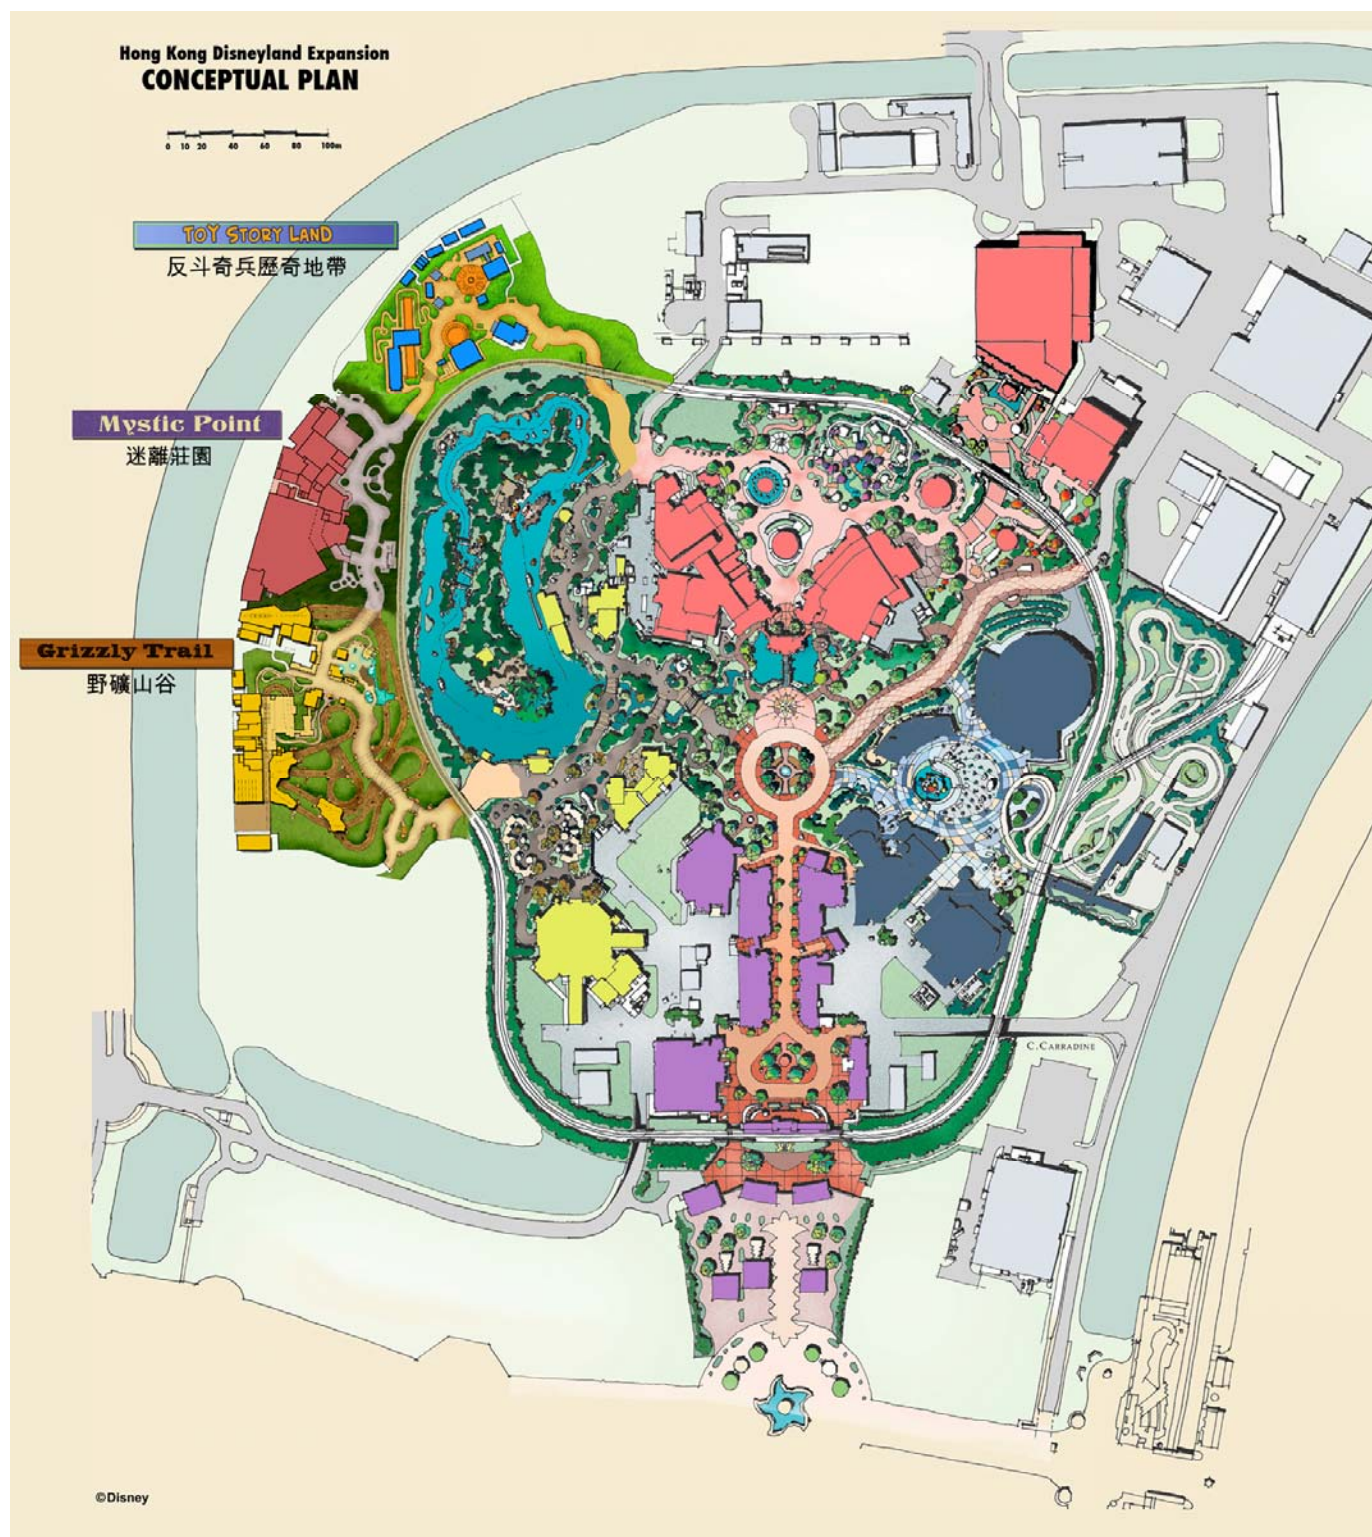 Hong Kong Disneyland Expansion
CONCEPTUAL PLAN
0 10 20 40 60 80 100m
TOY STORY LAND
反斗奇兵歷奇地帶
Mystic Point
迷離莊園
Grizzly Trail
野礦山谷
C. CARRADINE
©Disney